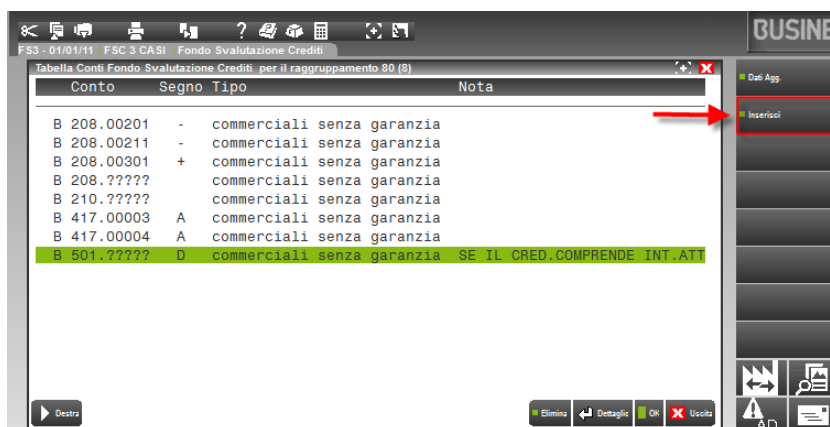 BUSINE
FS3 - 01/01/11 FSC 3 CASI Fondo Svalutazione Crediti
Tabella Conti Fondo Svalutazione Crediti per il raggruppamento 80 (8)
Conto Segno Tipo Nota
B 208.00201 - commerciali senza garanzia
B 208.00211 - commerciali senza garanzia
B 208.00301 + commerciali senza garanzia
B 208.????? commerciali senza garanzia
B 210.????? commerciali senza garanzia
B 417.00003 A commerciali senza garanzia
B 417.00004 A commerciali senza garanzia
B 501.????? D commerciali senza garanzia SE IL CRED.COMPRENDE INT.ATT
Dati Agg.
Inserisci
Destra
Elimina Dettaglio OK Uscita
AD